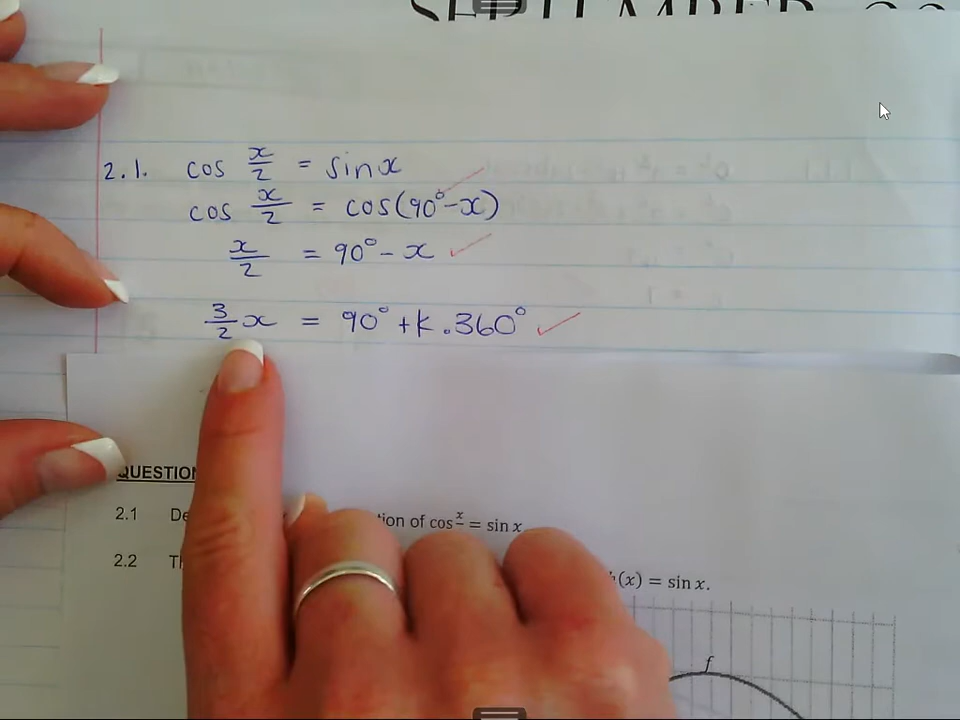 2.1. cos x/2 = sin x
cos x/2 = cos(90° - x)
x/2 = 90° - x
3/2 x = 90° + k.360°
QUESTION
2.1 of cos x/2 = sin x
2.2 (x) = sin x.
f